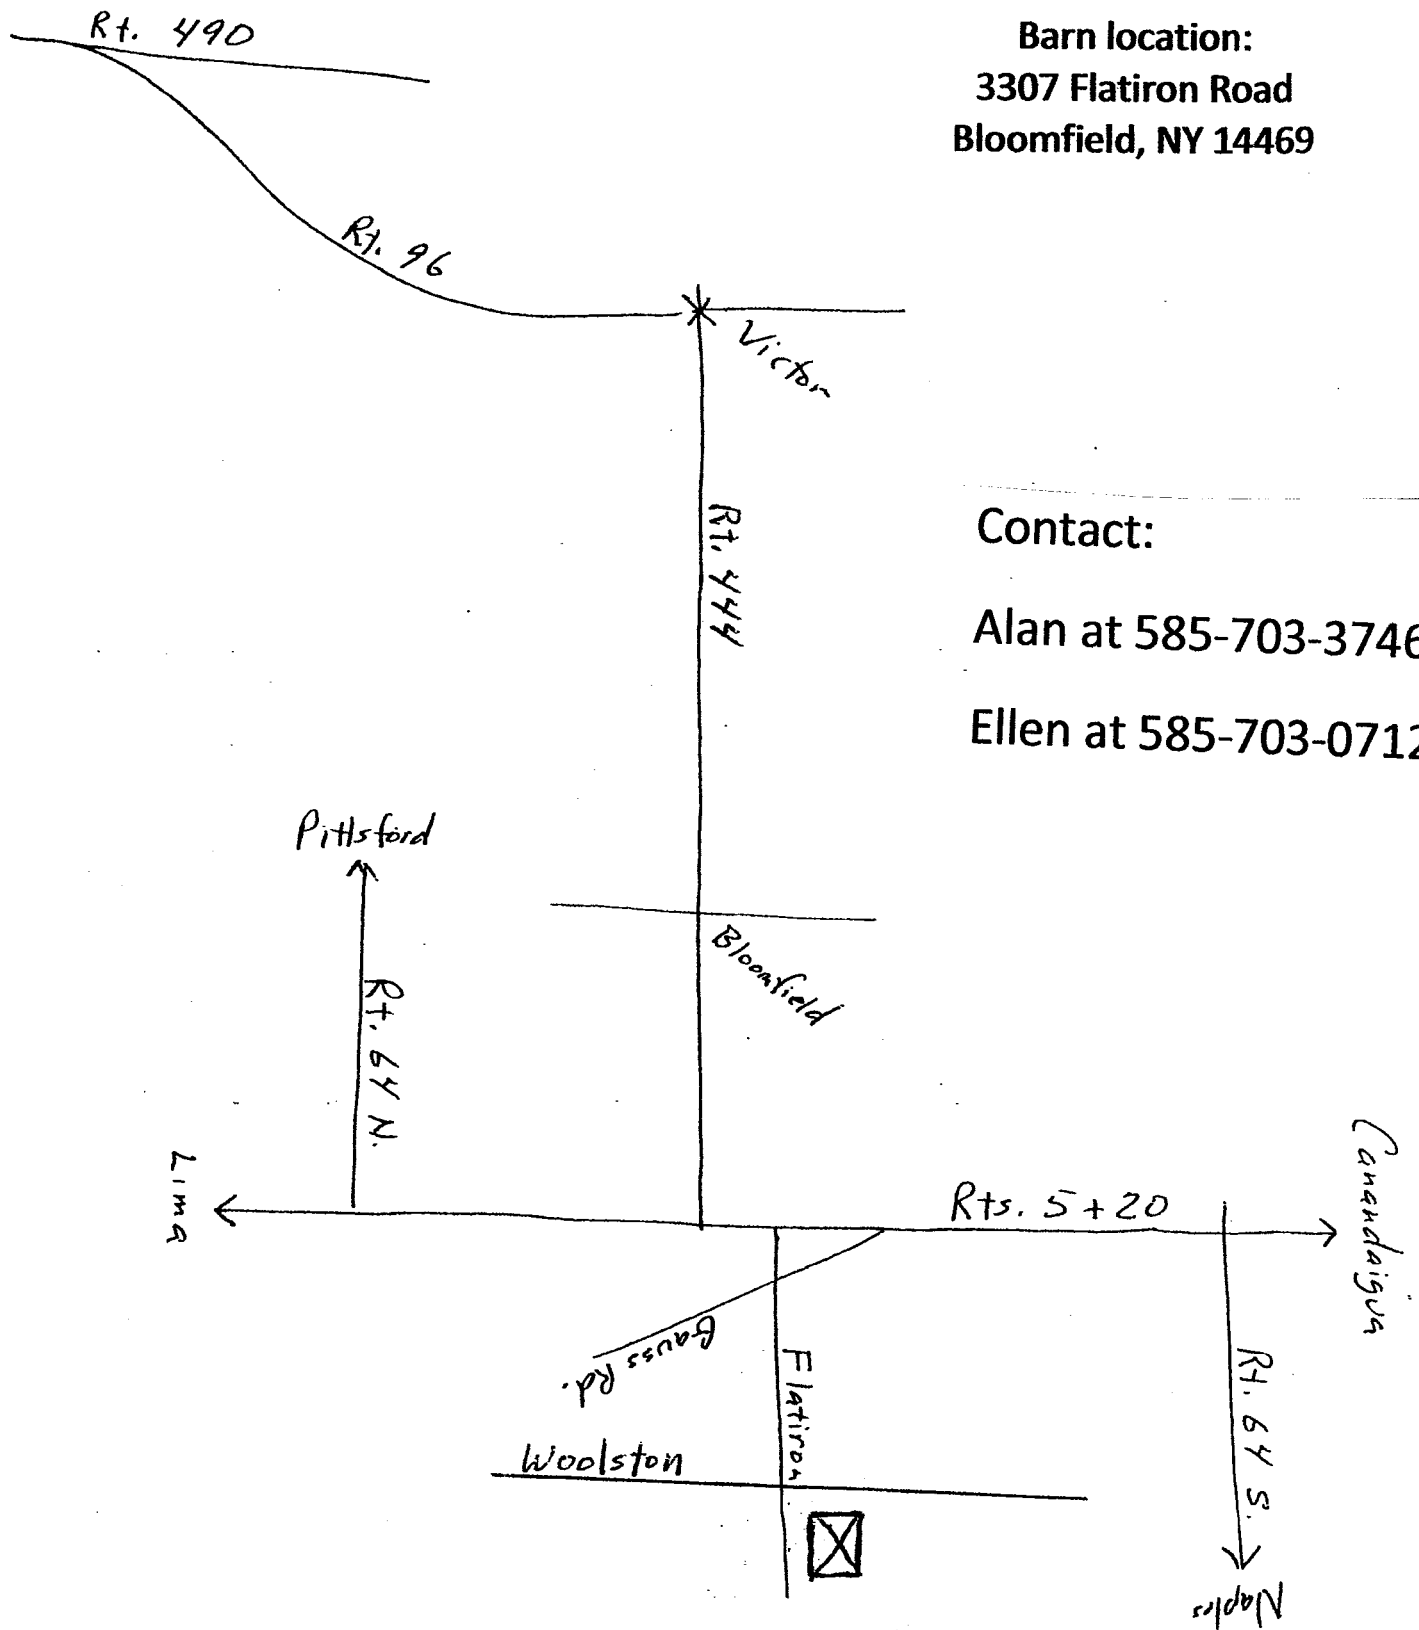 Rt. 490
Barn location:
3307 Flatiron Road
Bloomfield, NY 14469
Rt. 96
Victor
Rt. 444
Contact:
Alan at 585-703-3746
Ellen at 585-703-0712
Pittsford
Bloomfield
Rt. 64 N.
Lima
Rts. 5 + 20
Canandaigua
Gauss Rd.
Flatiron
Rt. 64 S.
Woolston
Naples